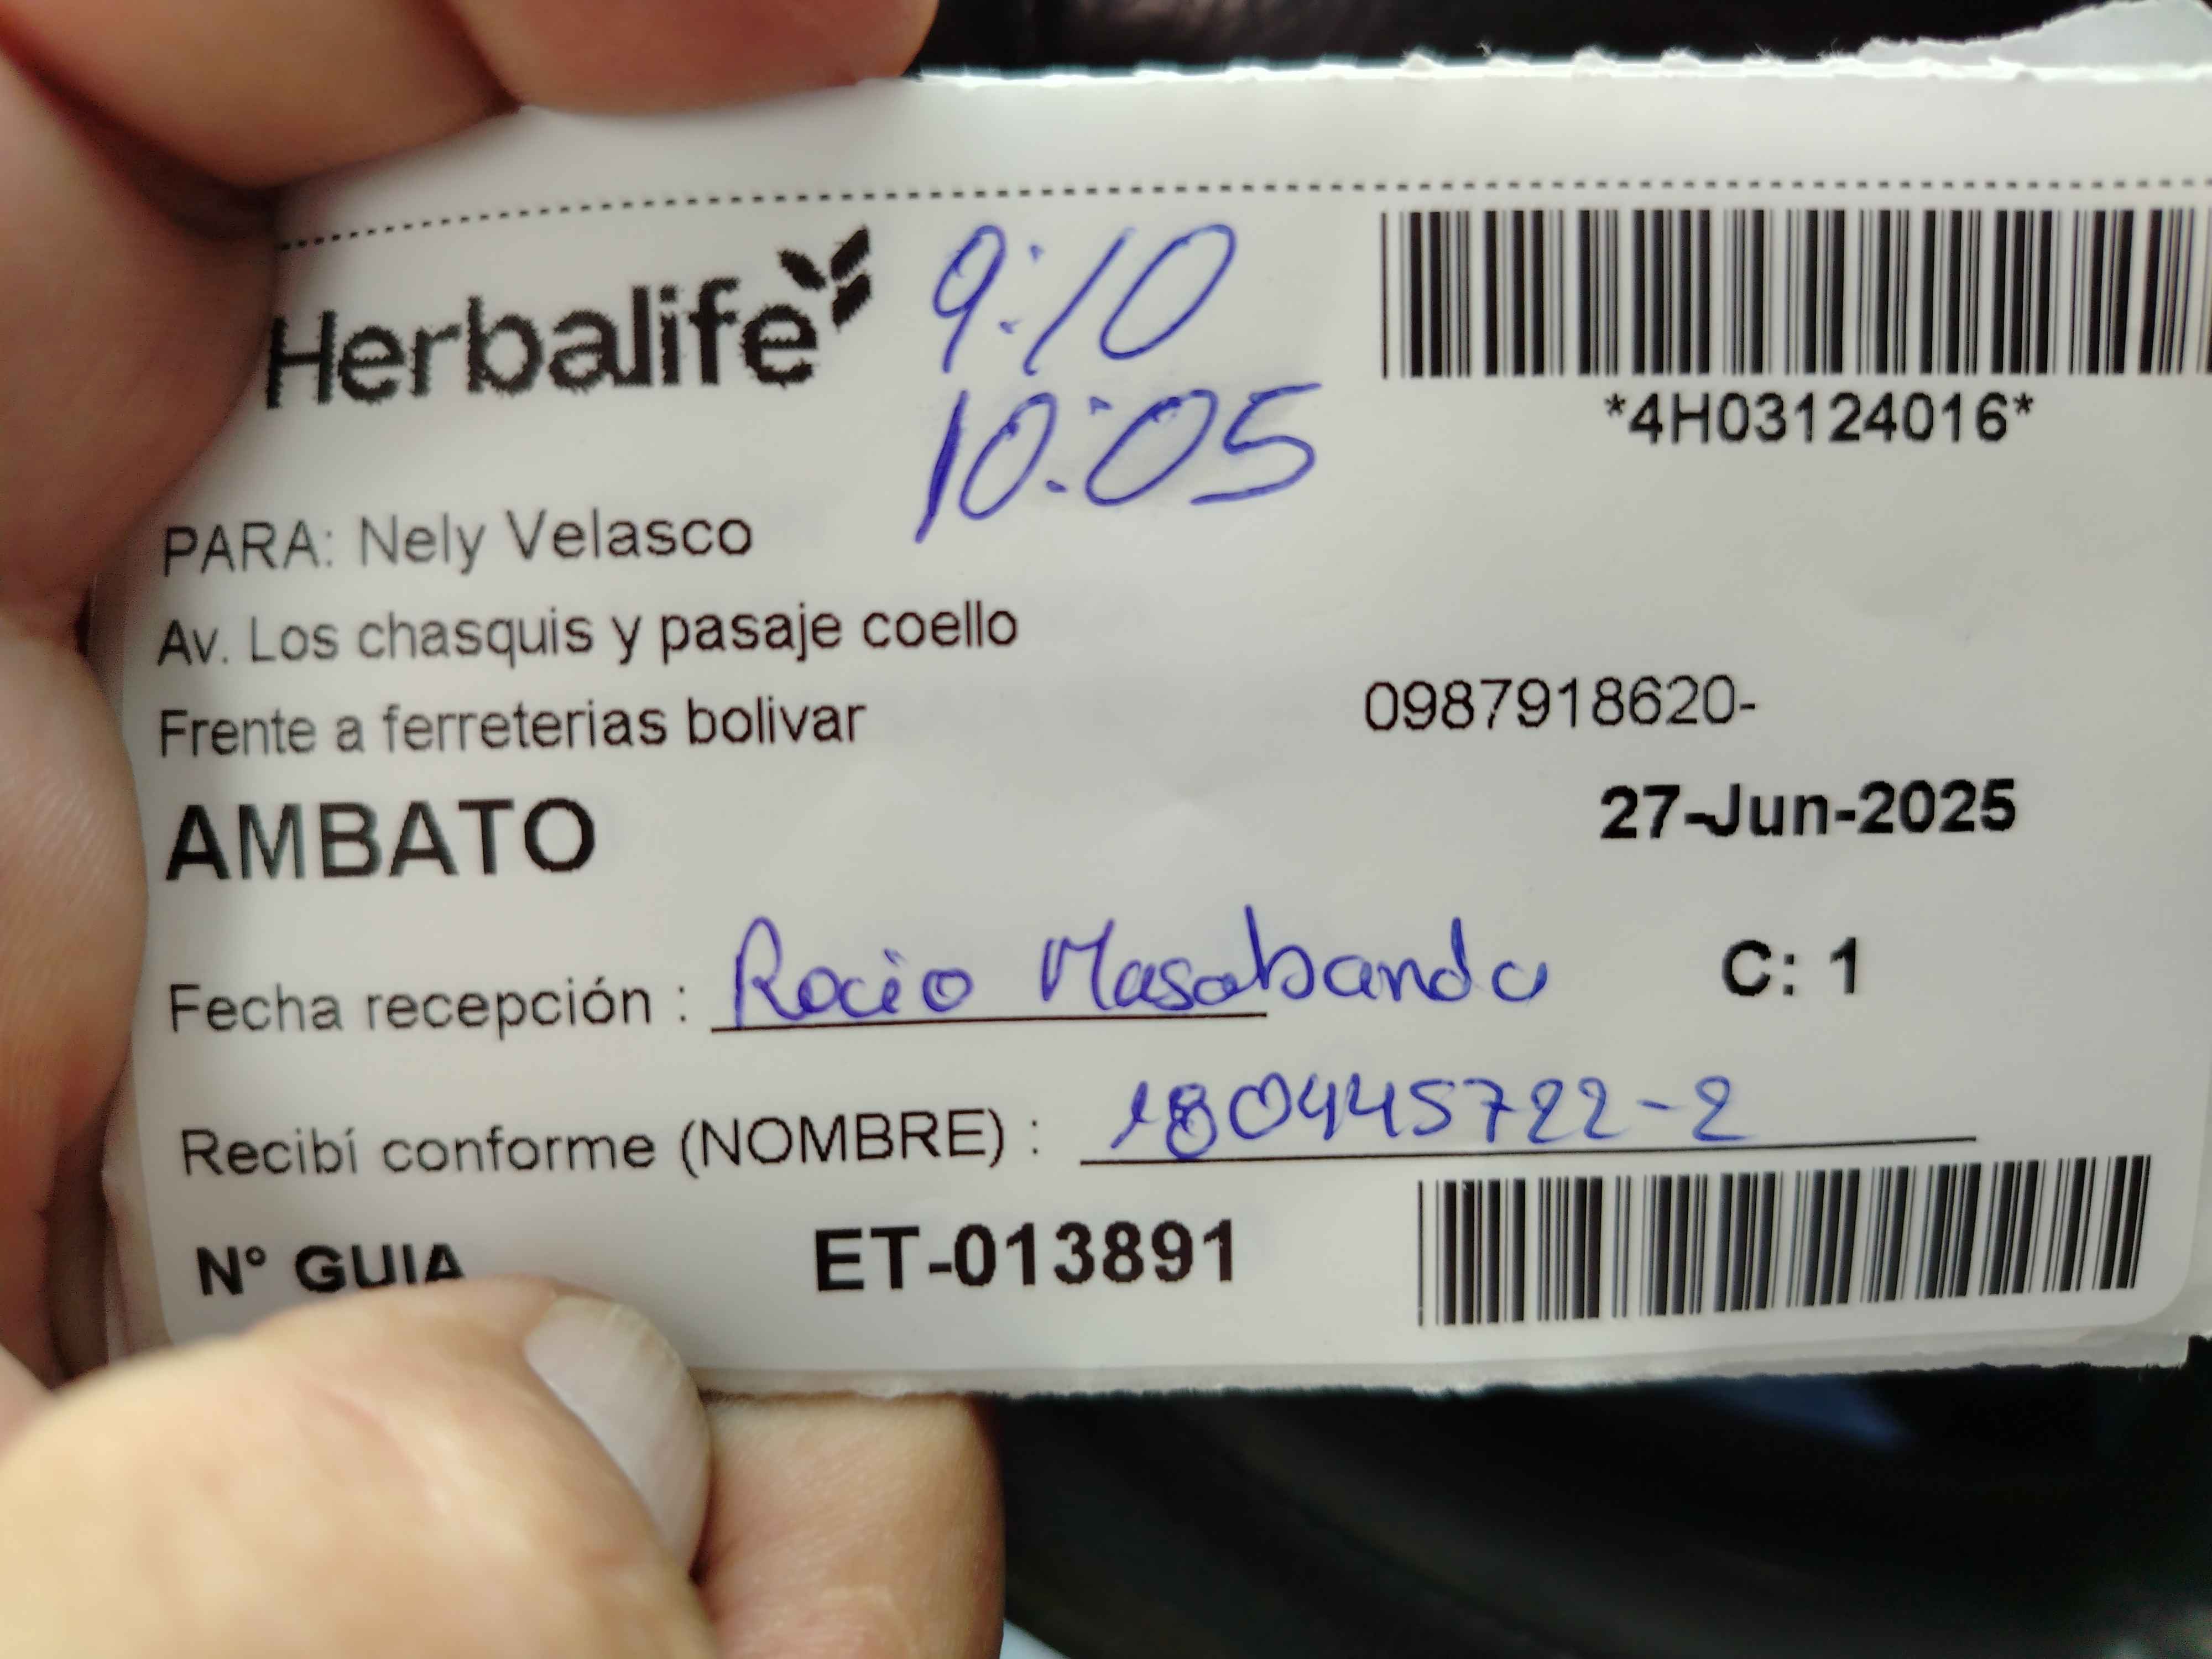 Herbalife
9:10
10:05
*4H03124016*
PARA: Nely Velasco
Av. Los chasquis y pasaje coello
Frente a ferreterias bolivar
0987918620-
AMBATO
27-Jun-2025
Fecha recepción : Rocio Masabanda
C: 1
Recibí conforme (NOMBRE) : 180445722-2
N° GUIA ET-013891